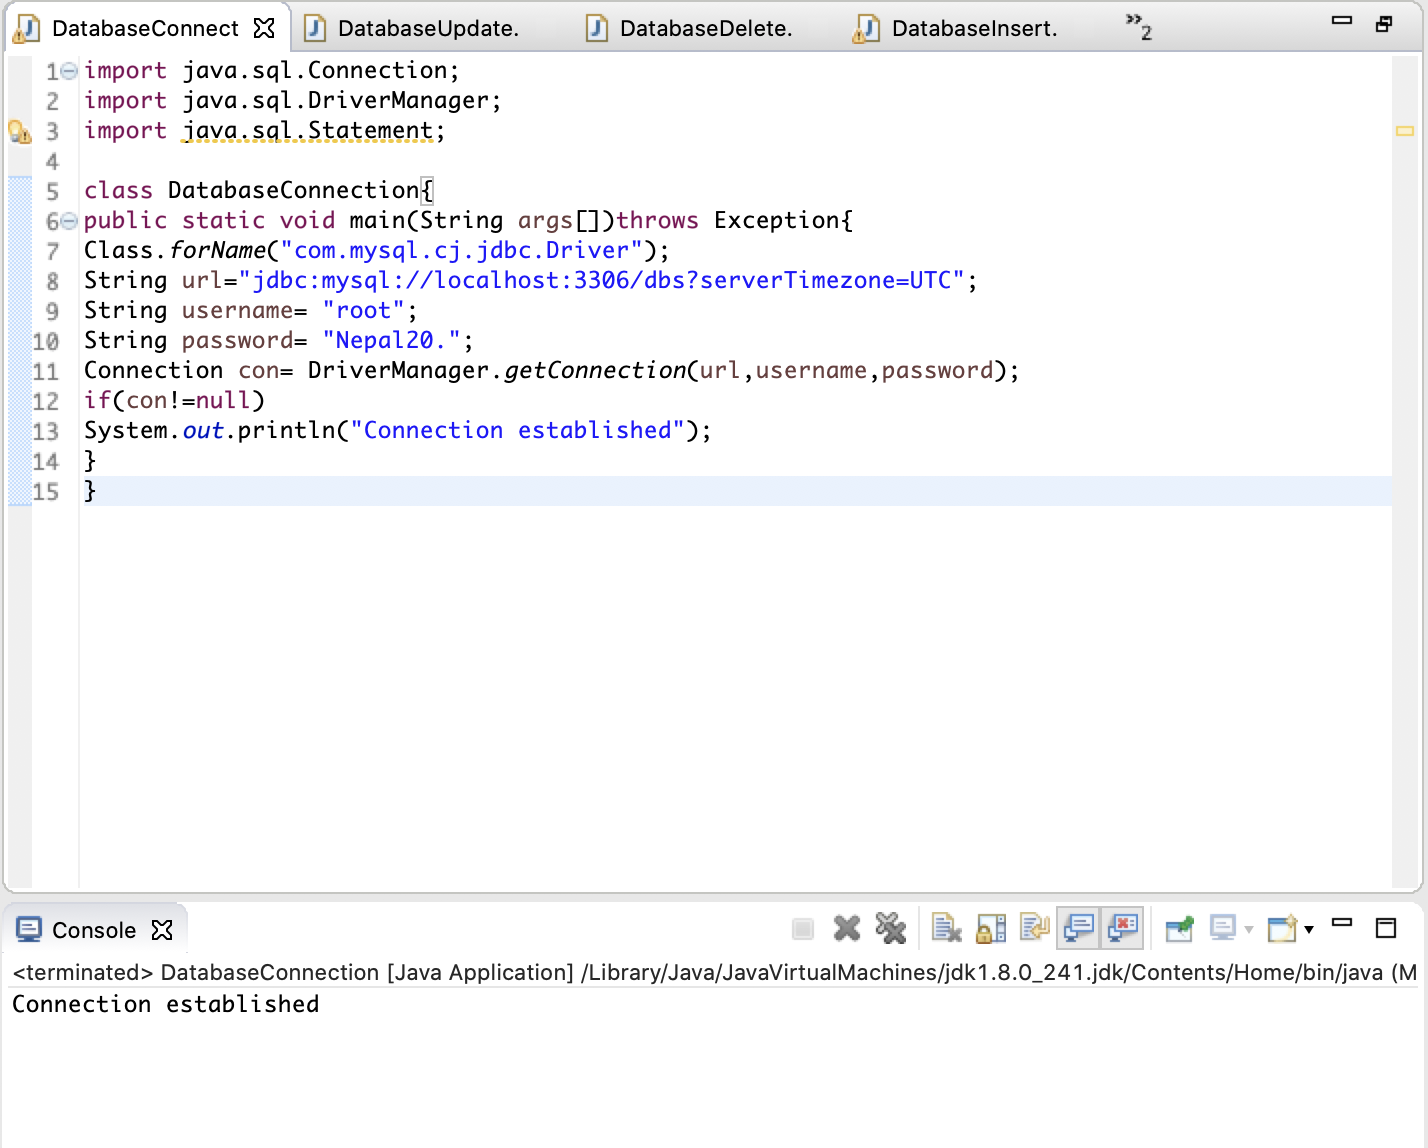 DatabaseConnect DatabaseUpdate. DatabaseDelete. DatabaseInsert. »2
1 import java.sql.Connection;
2 import java.sql.DriverManager;
3 import java.sql.Statement;
4
5 class DatabaseConnection{
6 public static void main(String args[])throws Exception{
7 Class.forName("com.mysql.cj.jdbc.Driver");
8 String url="jdbc:mysql://localhost:3306/dbs?serverTimezone=UTC";
9 String username= "root";
10 String password= "Nepal20.";
11 Connection con= DriverManager.getConnection(url,username,password);
12 if(con!=null)
13 System.out.println("Connection established");
14 }
15 }
Console
<terminated> DatabaseConnection [Java Application] /Library/Java/JavaVirtualMachines/jdk1.8.0_241.jdk/Contents/Home/bin/java (M
Connection established